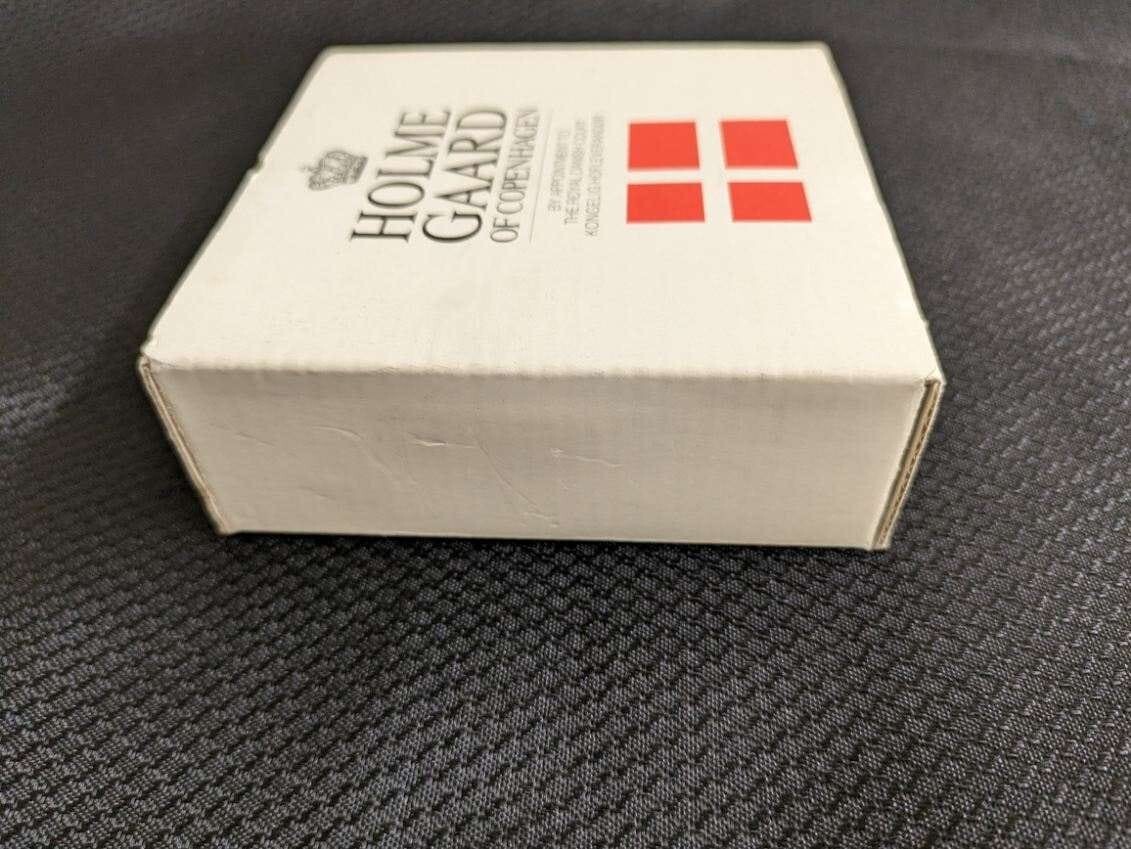 HOLME
GAARD
OF COPENHAGEN
BY APPOINTMENT TO
THE ROYAL DANISH COURT
KONGELIG HOFLEVERANDØR